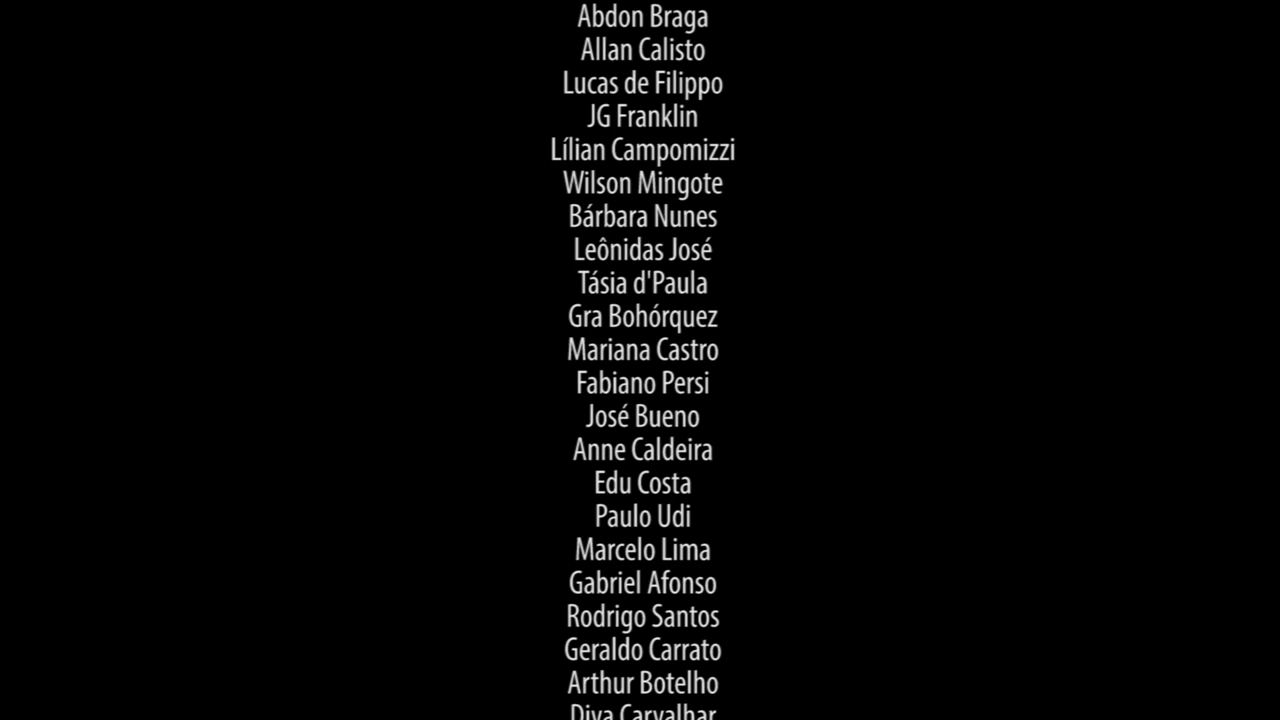 Abdon Braga
Allan Calisto
Lucas de Filippo
JG Franklin
Lílian Campomizzi
Wilson Mingote
Bárbara Nunes
Leônidas José
Tásia d'Paula
Gra Bohórquez
Mariana Castro
Fabiano Persi
José Bueno
Anne Caldeira
Edu Costa
Paulo Udi
Marcelo Lima
Gabriel Afonso
Rodrigo Santos
Geraldo Carrato
Arthur Botelho
Diva Carvalhar